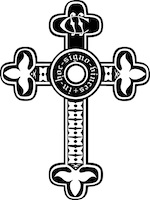 in hoc signo vinces +